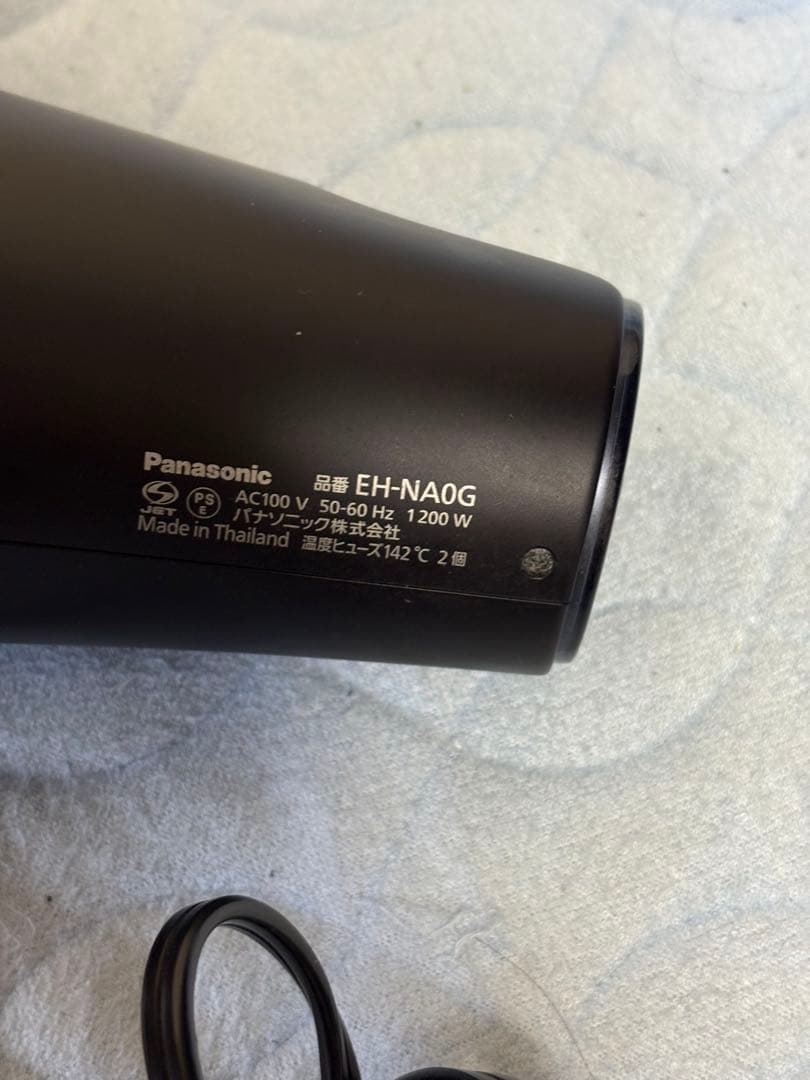 Panasonic 品番 EH-NA0G
JET PS E AC100 V 50-60 Hz 1200 W
パナソニック株式会社
Made in Thailand 温度ヒューズ142℃ 2個